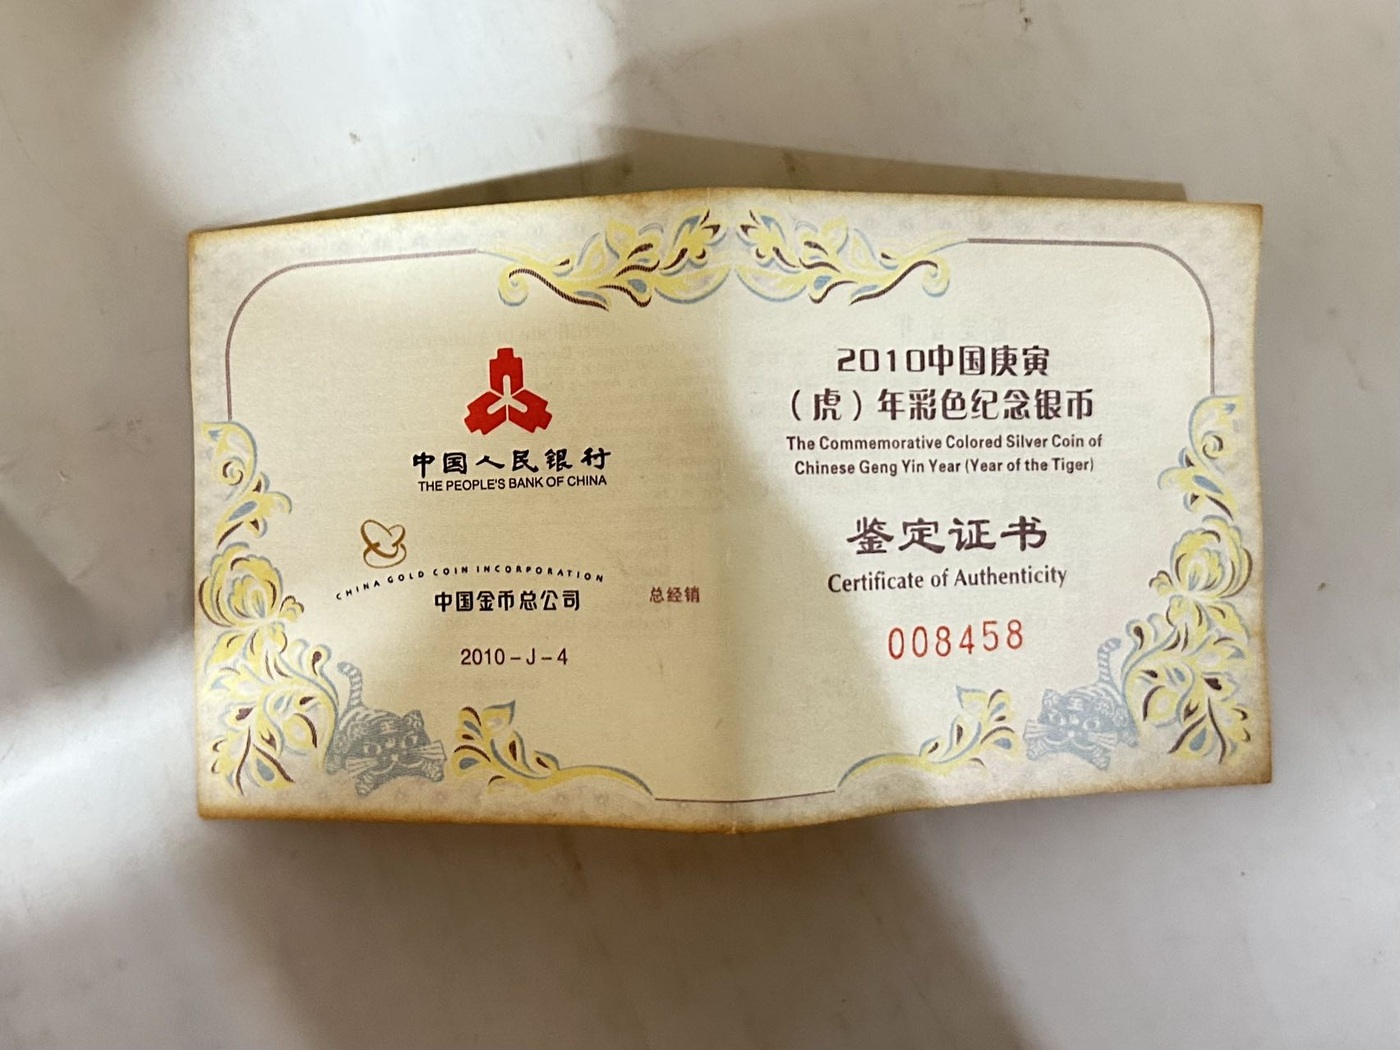 中国人民银行
THE PEOPLE'S BANK OF CHINA
CHINA GOLD COIN INCORPORATION
中国金币总公司
总经销
2010-J-4
2010中国庚寅
（虎）年彩色纪念银币
The Commemorative Colored Silver Coin of
Chinese Geng Yin Year (Year of the Tiger)
鉴定证书
Certificate of Authenticity
008458